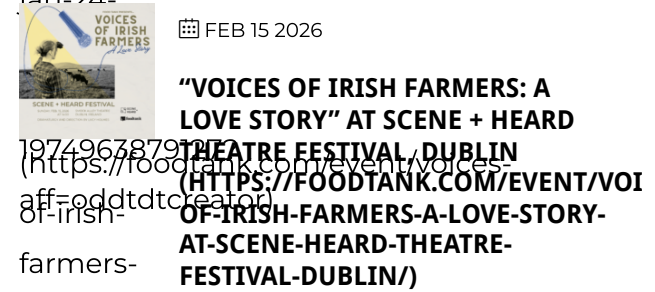 jan-24-
VOICES
OF IRISH
FARMERS
A Love Story
SCENE + HEARD FESTIVAL
FEB 15 2026
“VOICES OF IRISH FARMERS: A
LOVE STORY” AT SCENE + HEARD
THEATRE FESTIVAL, DUBLIN
(HTTPS://FOODTANK.COM/EVENT/VOI
OF-IRISH-FARMERS-A-LOVE-STORY-
AT-SCENE-HEARD-THEATRE-
FESTIVAL-DUBLIN/)
(https://foodtank.com/event/voices-
aff=oddtdtcreator)
of-irish-
farmers-